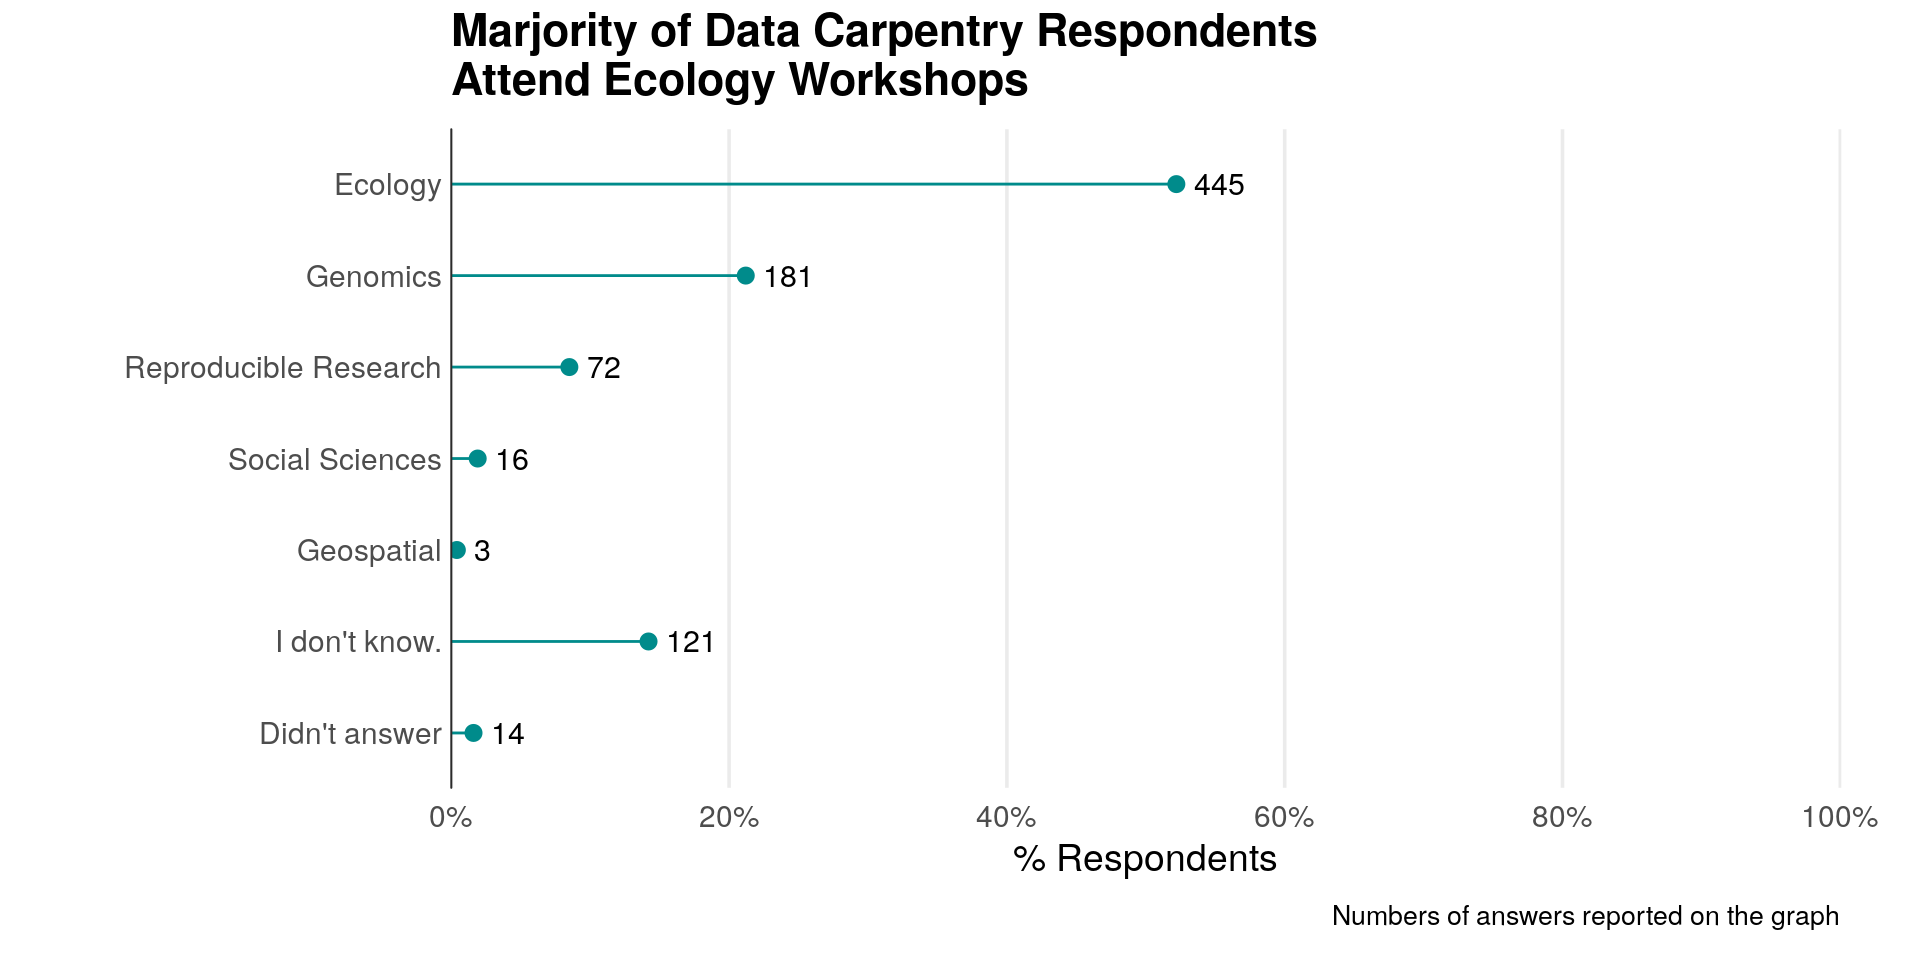 Marjority of Data Carpentry Respondents
Attend Ecology Workshops
Ecology 445
Genomics 181
Reproducible Research 72
Social Sciences 16
Geospatial 3
I don't know. 121
Didn't answer 14
0% 20% 40% 60% 80% 100%
% Respondents
Numbers of answers reported on the graph